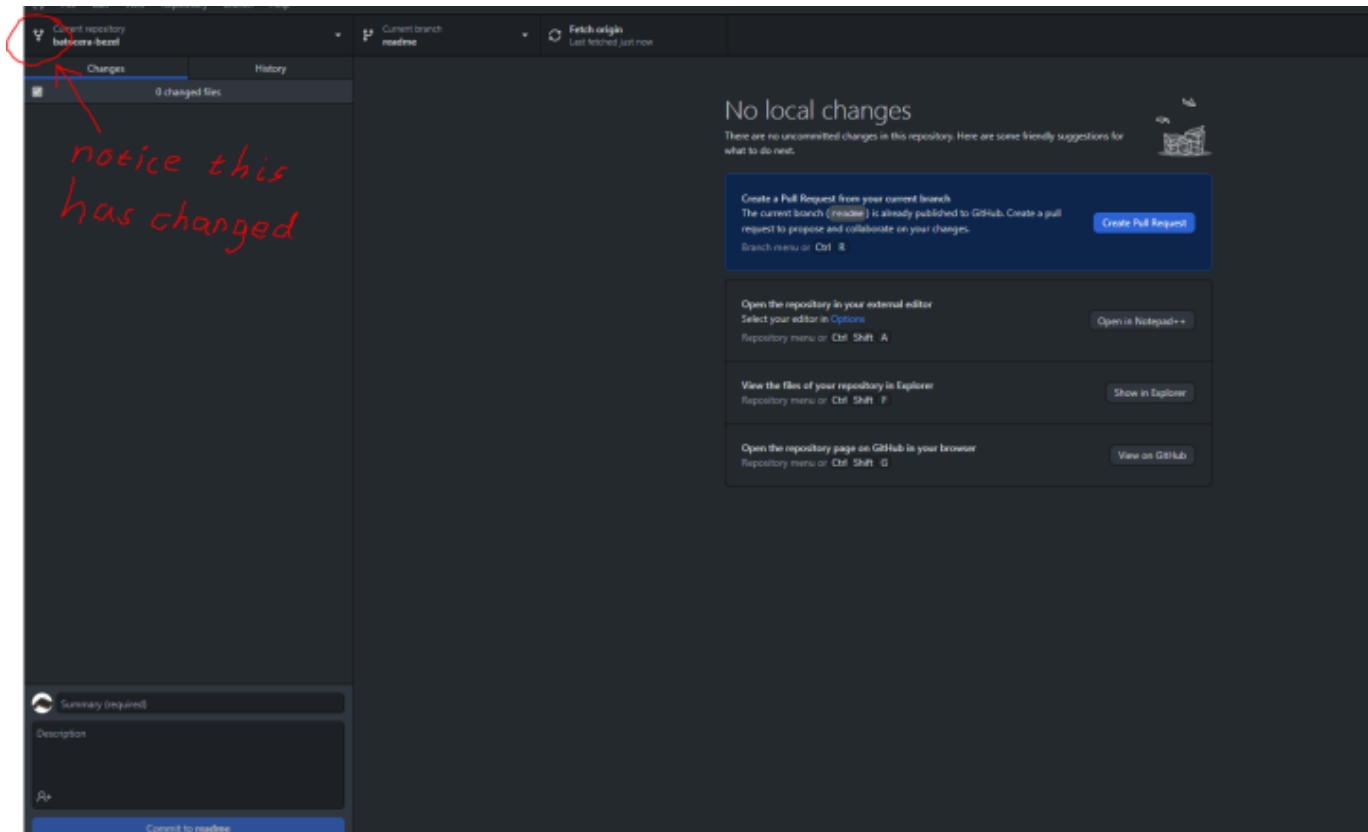 Current repository
batocera-bezel
Current branch
readme
Fetch origin
Last fetched just now
Changes
History
0 changed files
notice this
has changed
No local changes
There are no uncommitted changes in this repository. Here are some friendly suggestions for
what to do next.
Create a Pull Request from your current branch
The current branch (readme) is already published to GitHub. Create a pull
request to propose and collaborate on your changes.
Branch menu or Ctrl R
Create Pull Request
Open the repository in your external editor
Select your editor in Options
Repository menu or Ctrl Shift A
Open in Notepad++
View the files of your repository in Explorer
Repository menu or Ctrl Shift F
Show in Explorer
Open the repository page on GitHub in your browser
Repository menu or Ctrl Shift G
View on GitHub
Summary (required)
Description
Commit to readme